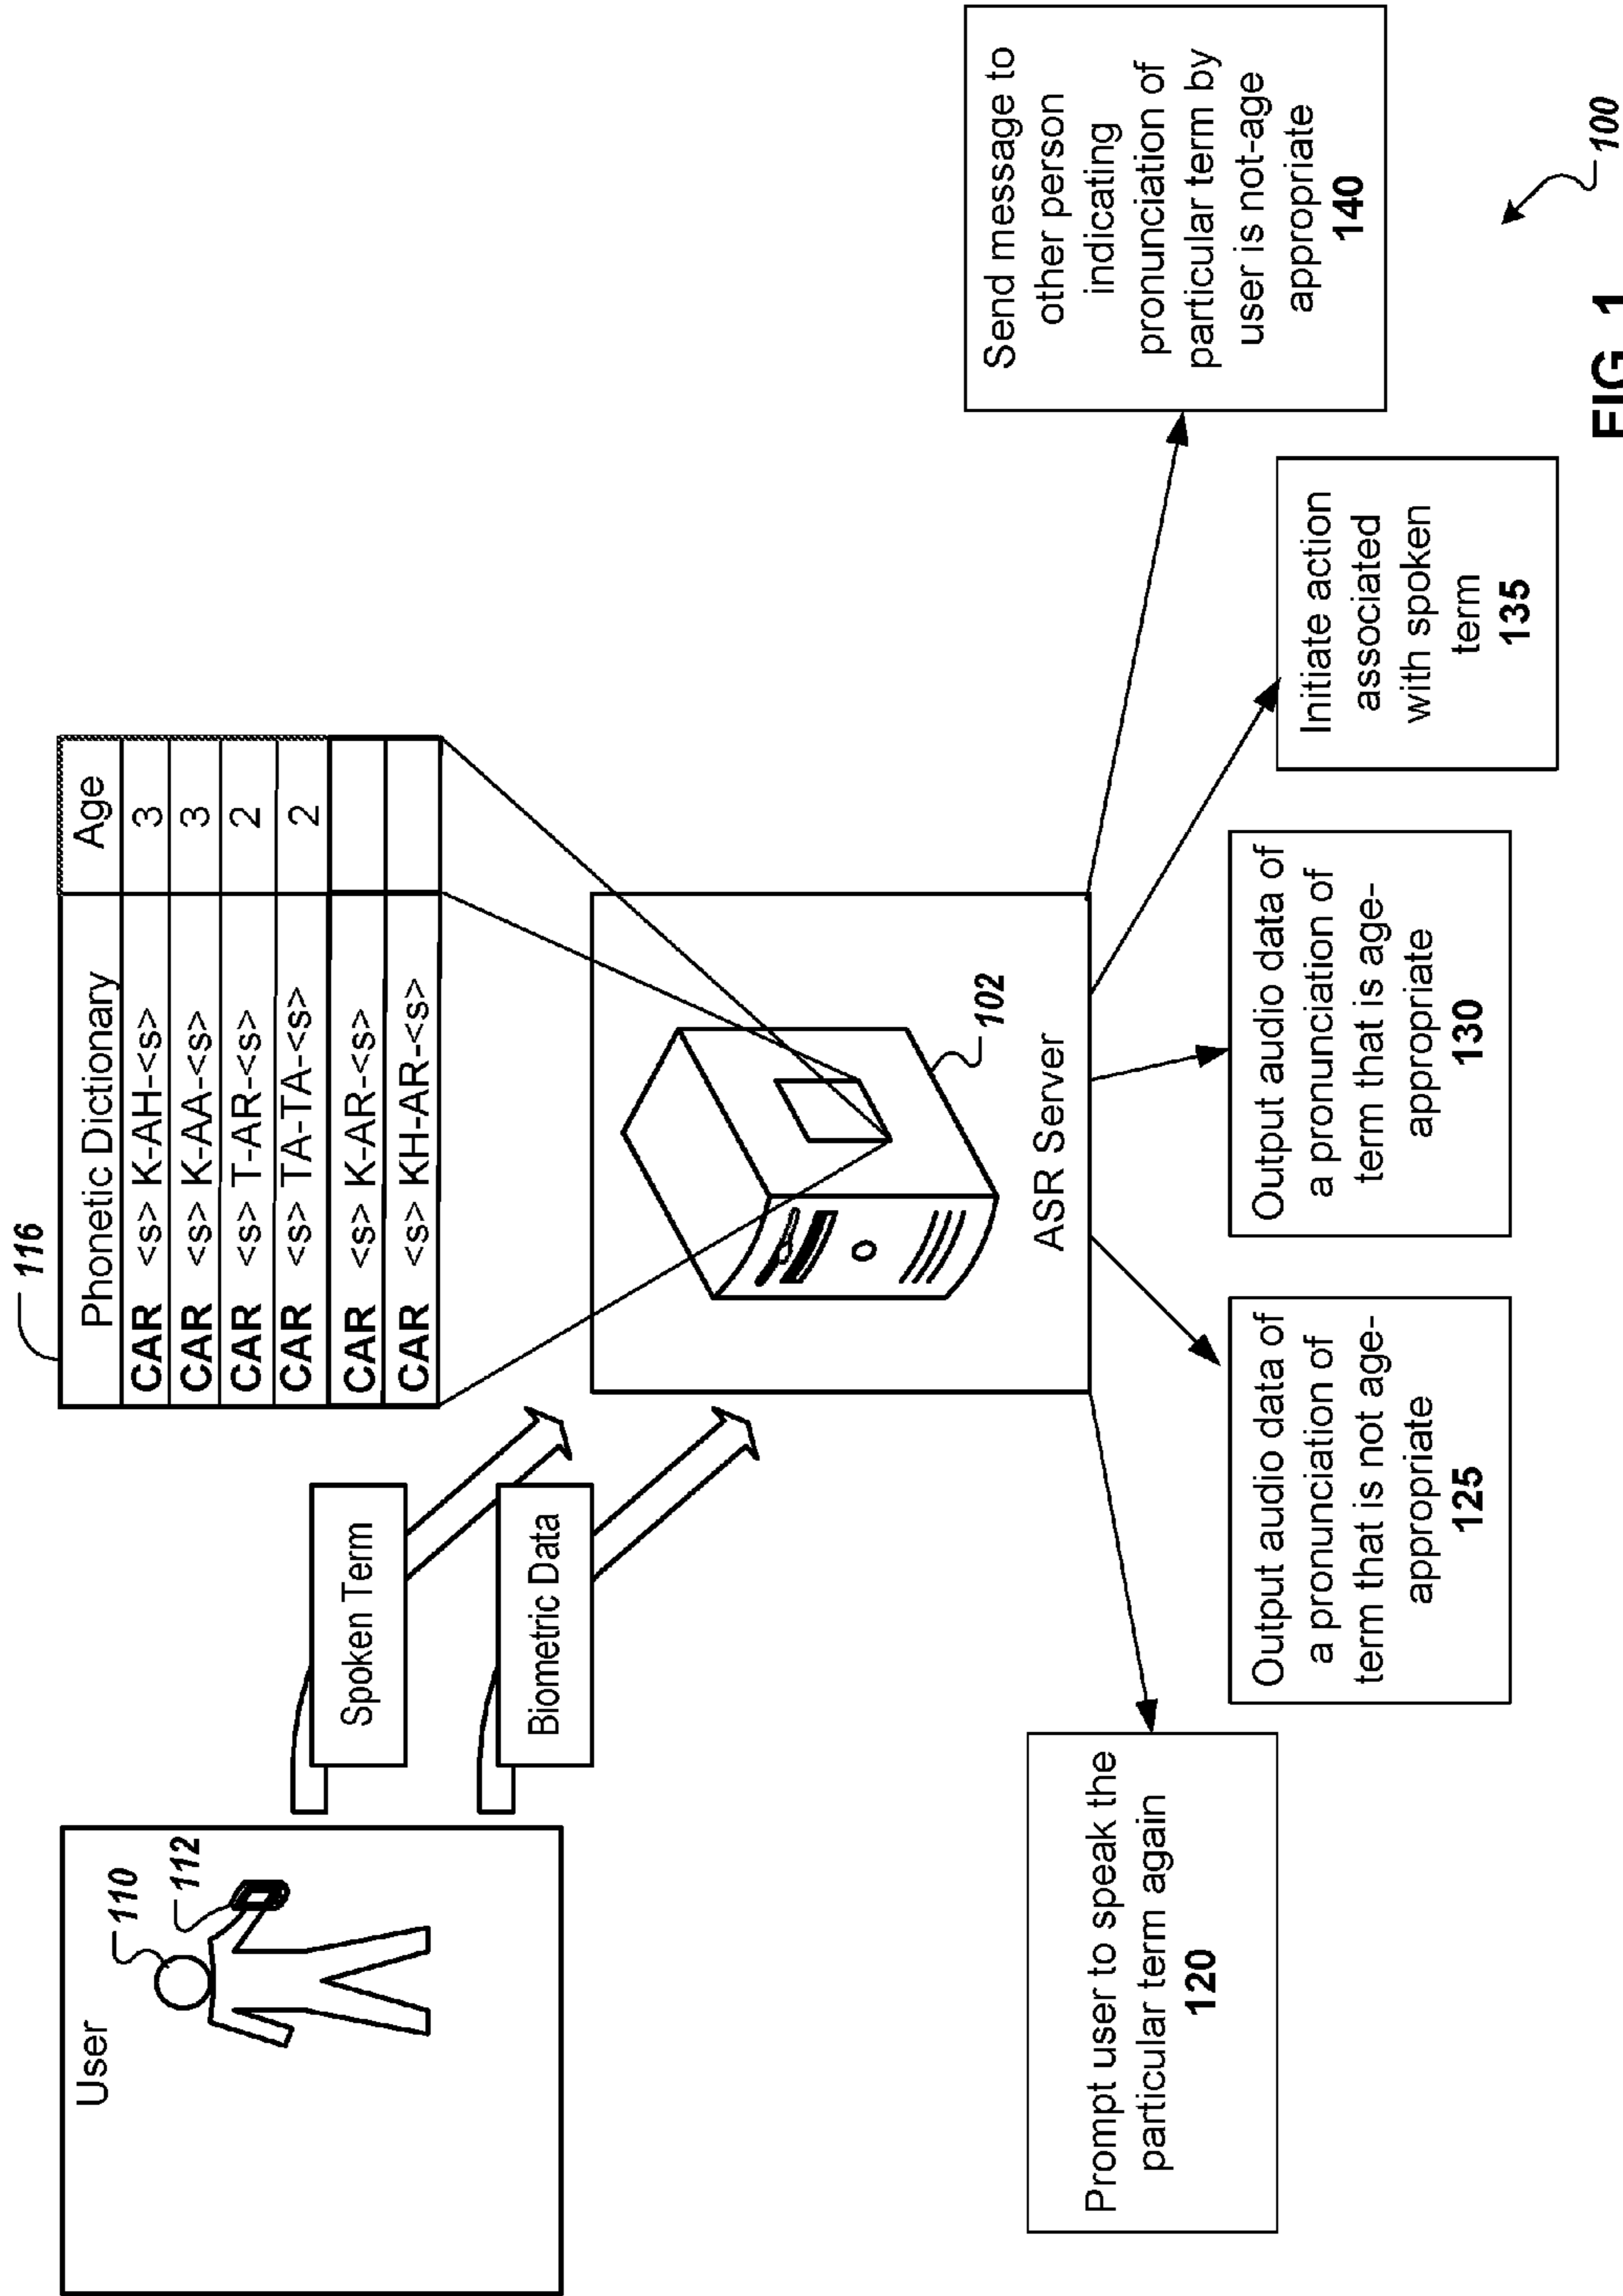 User
110
112
Spoken Term
Biometric Data
116
Phonetic Dictionary Age
CAR <s> K-AH-<s> 3
CAR <s> K-AA-<s> 3
CAR <s> T-AR-<s> 2
CAR <s> TA-TA-<s> 2
CAR <s> K-AR-<s>
CAR <s> KH-AR-<s>
102
ASR Server
Prompt user to speak the
particular term again
120
Output audio data of
a pronunciation of
term that is not age-
appropriate
125
Output audio data of
a pronunciation of
term that is age-
appropriate
130
Initiate action
associated
with spoken
term
135
Send message to
other person
indicating
pronunciation of
particular term by
user is not-age
appropriate
140
100
FIG. 1